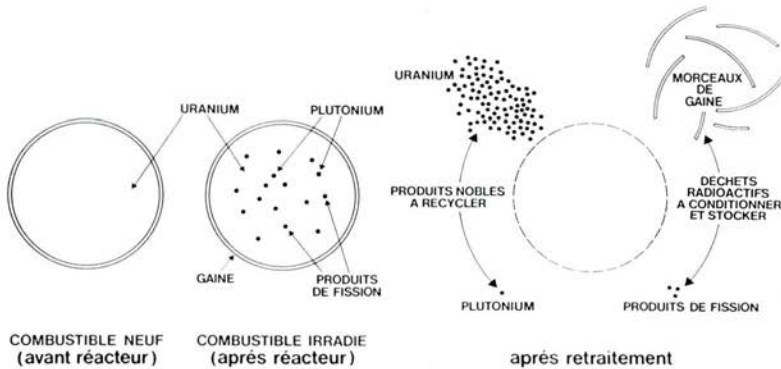 URANIUM
PLUTONIUM
GAINE
PRODUITS
DE FISSION
COMBUSTIBLE NEUF
(avant réacteur)
COMBUSTIBLE IRRADIE
(après réacteur)
URANIUM
MORCEAUX
DE
GAINE
PRODUITS NOBLES
A RECYCLER
DECHETS
RADIOACTIFS
A CONDITIONNER
ET STOCKER
PLUTONIUM
PRODUITS DE FISSION
aprés retraitement